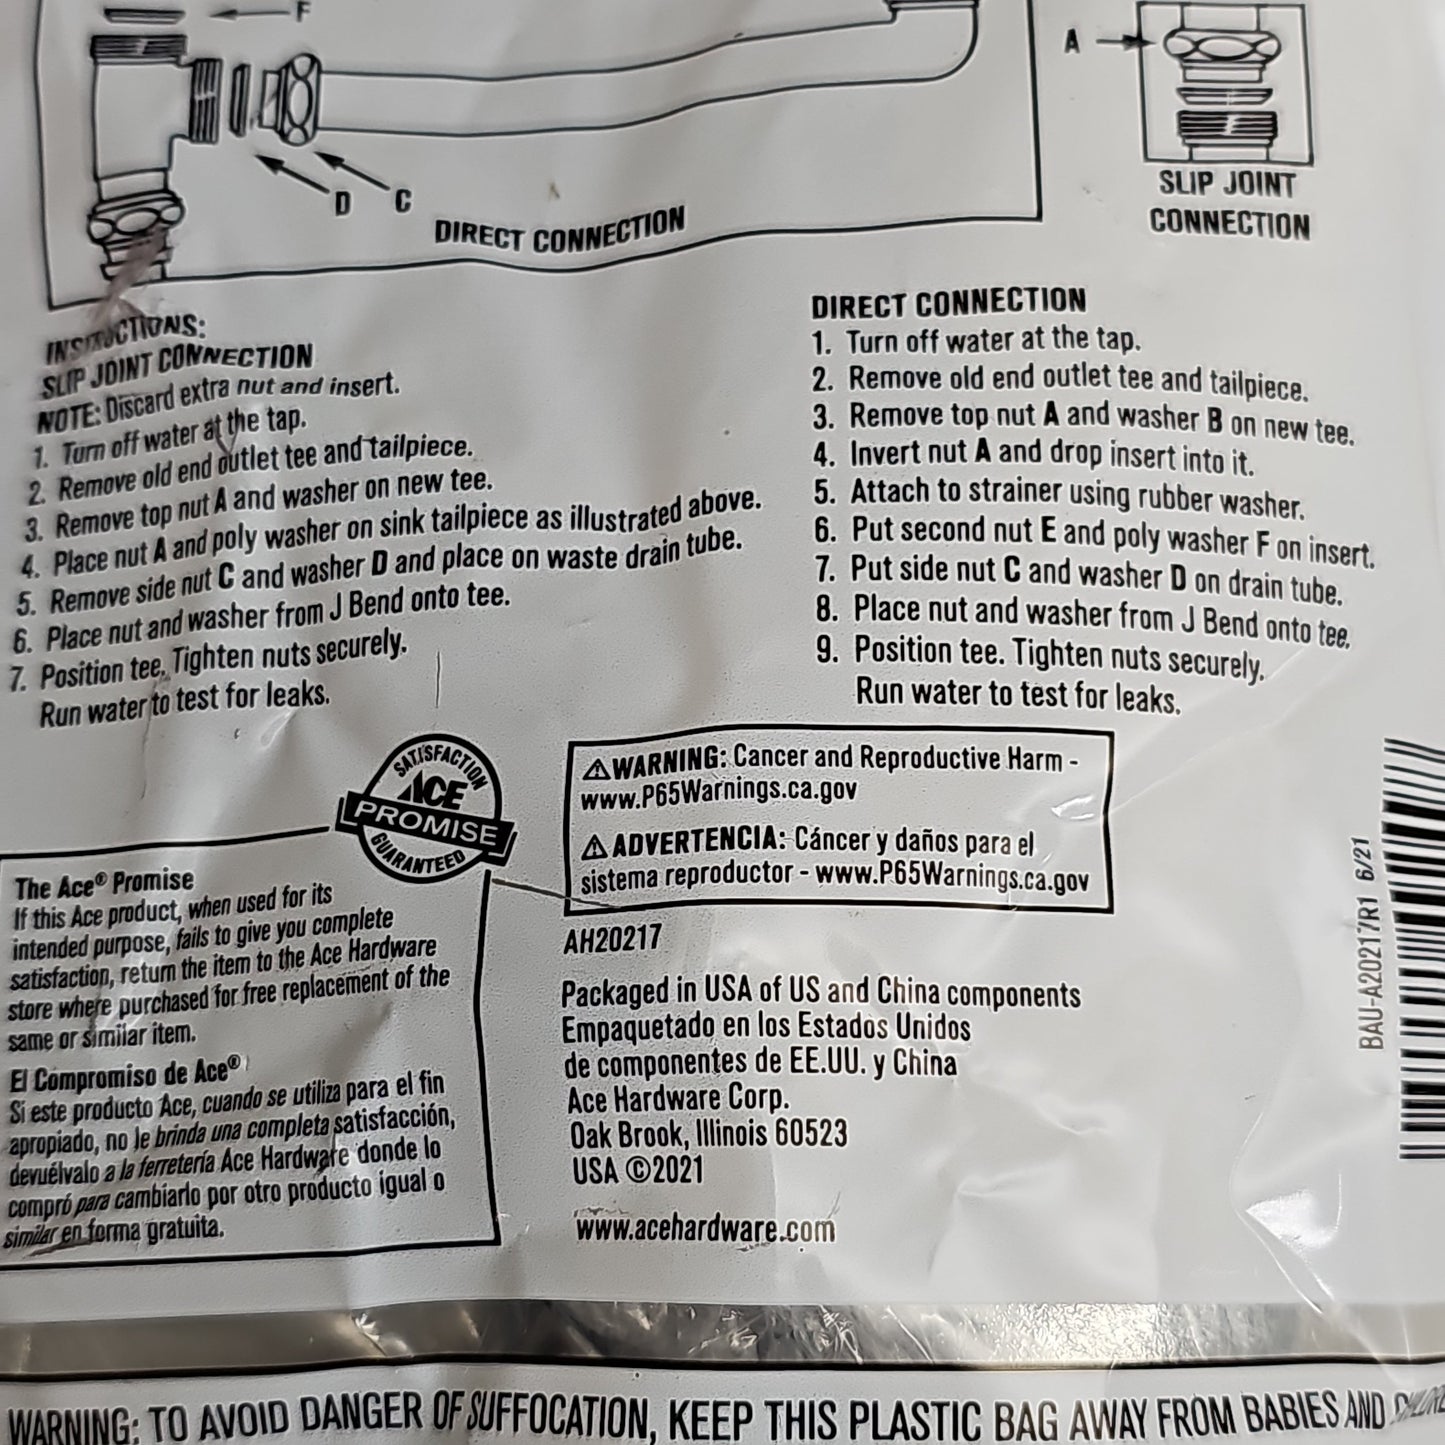 F
A
D C
DIRECT CONNECTION
SLIP JOINT
CONNECTION
INSTRUCTIONS:
SLIP JOINT CONNECTION
NOTE: Discard extra nut and insert.
1. Turn off water at the tap.
2. Remove old end outlet tee and tailpiece.
3. Remove top nut A and washer on new tee.
4. Place nut A and poly washer on sink tailpiece as illustrated above.
5. Remove side nut C and washer D and place on waste drain tube.
6. Place nut and washer from J Bend onto tee.
7. Position tee. Tighten nuts securely.
Run water to test for leaks.
DIRECT CONNECTION
1. Turn off water at the tap.
2. Remove old end outlet tee and tailpiece.
3. Remove top nut A and washer B on new tee.
4. Invert nut A and drop insert into it.
5. Attach to strainer using rubber washer.
6. Put second nut E and poly washer F on insert.
7. Put side nut C and washer D on drain tube.
8. Place nut and washer from J Bend onto tee.
9. Position tee. Tighten nuts securely.
Run water to test for leaks.
SATISFACTION
ACE
PROMISE
GUARANTEED
The Ace® Promise
If this Ace product, when used for its
intended purpose, fails to give you complete
satisfaction, return the item to the Ace Hardware
store where purchased for free replacement of the
same or similar item.
El Compromiso de Ace®
Si este producto Ace, cuando se utiliza para el fin
apropiado, no le brinda una completa satisfacción,
devuélvalo a la ferretería Ace Hardware donde lo
compró para cambiarlo por otro producto igual o
similar en forma gratuita.
⚠WARNING: Cancer and Reproductive Harm -
www.P65Warnings.ca.gov
⚠ADVERTENCIA: Cáncer y daños para el
sistema reproductor - www.P65Warnings.ca.gov
AH20217
Packaged in USA of US and China components
Empaquetado en los Estados Unidos
de componentes de EE.UU. y China
Ace Hardware Corp.
Oak Brook, Illinois 60523
USA ©2021
www.acehardware.com
BAU-A20217R1 6/21
WARNING: TO AVOID DANGER OF SUFFOCATION, KEEP THIS PLASTIC BAG AWAY FROM BABIES AND